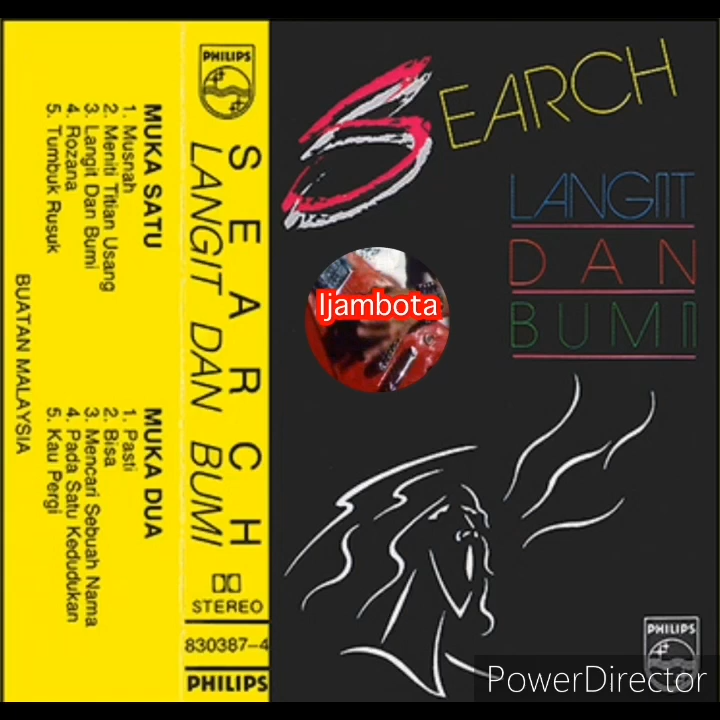 MUKA SATU
1. Musnah
2. Meniti Titian Usang
3. Langit Dan Bumi
4. Rozana
5. Tumbuk Rusuk
MUKA DUA
1. Pasti
2. Bisa
3. Mencari Sebuah Nama
4. Pada Satu Kedudukan
5. Kau Pergi
BUATAN MALAYSIA
PHILIPS
SEARCH
LANGIT DAN BUMI
STEREO
830387-4
PHILIPS
SEARCH
LANGIT
DAN
BUMI
Ijambota
PHILIPS
PowerDirector